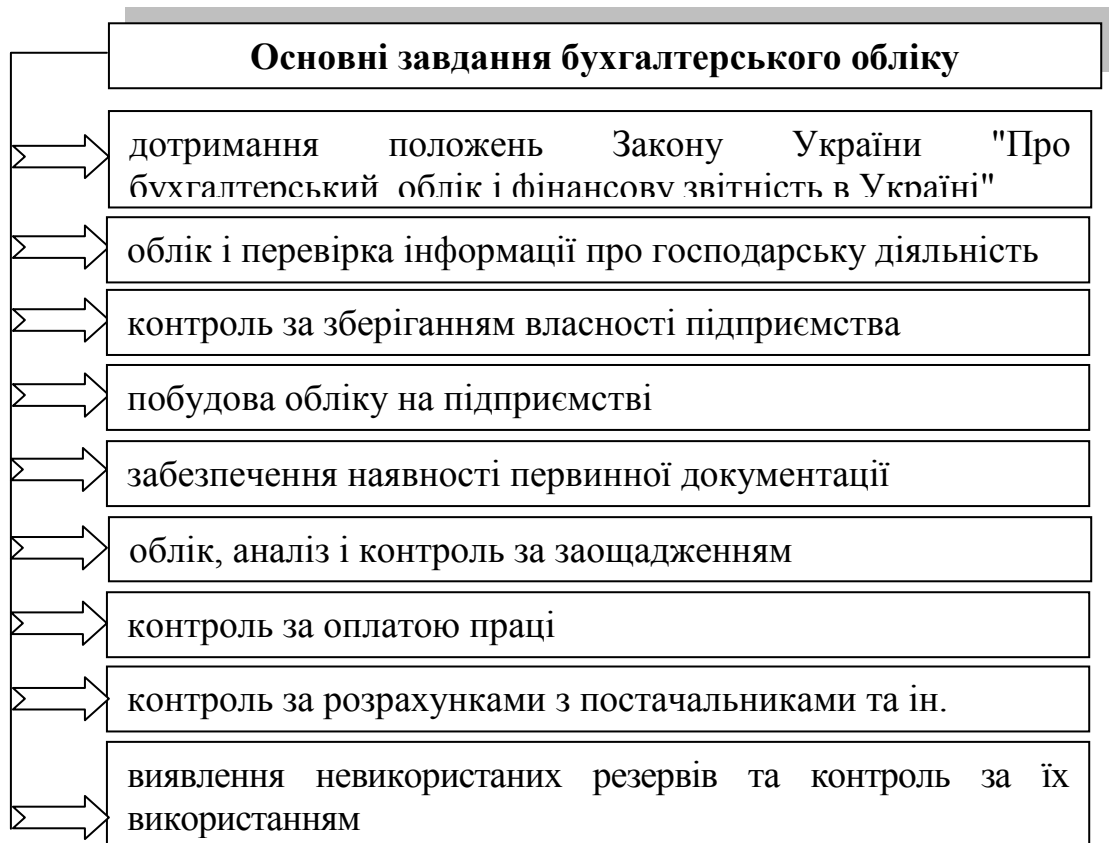 Основні завдання бухгалтерського обліку
дотримання положень Закону України "Про
бухгалтерський облік і фінансову звітність в Україні"
облік і перевірка інформації про господарську діяльність
контроль за зберіганням власності підприємства
побудова обліку на підприємстві
забезпечення наявності первинної документації
облік, аналіз і контроль за заощадженням
контроль за оплатою праці
контроль за розрахунками з постачальниками та ін.
виявлення невикористаних резервів та контроль за їх
використанням